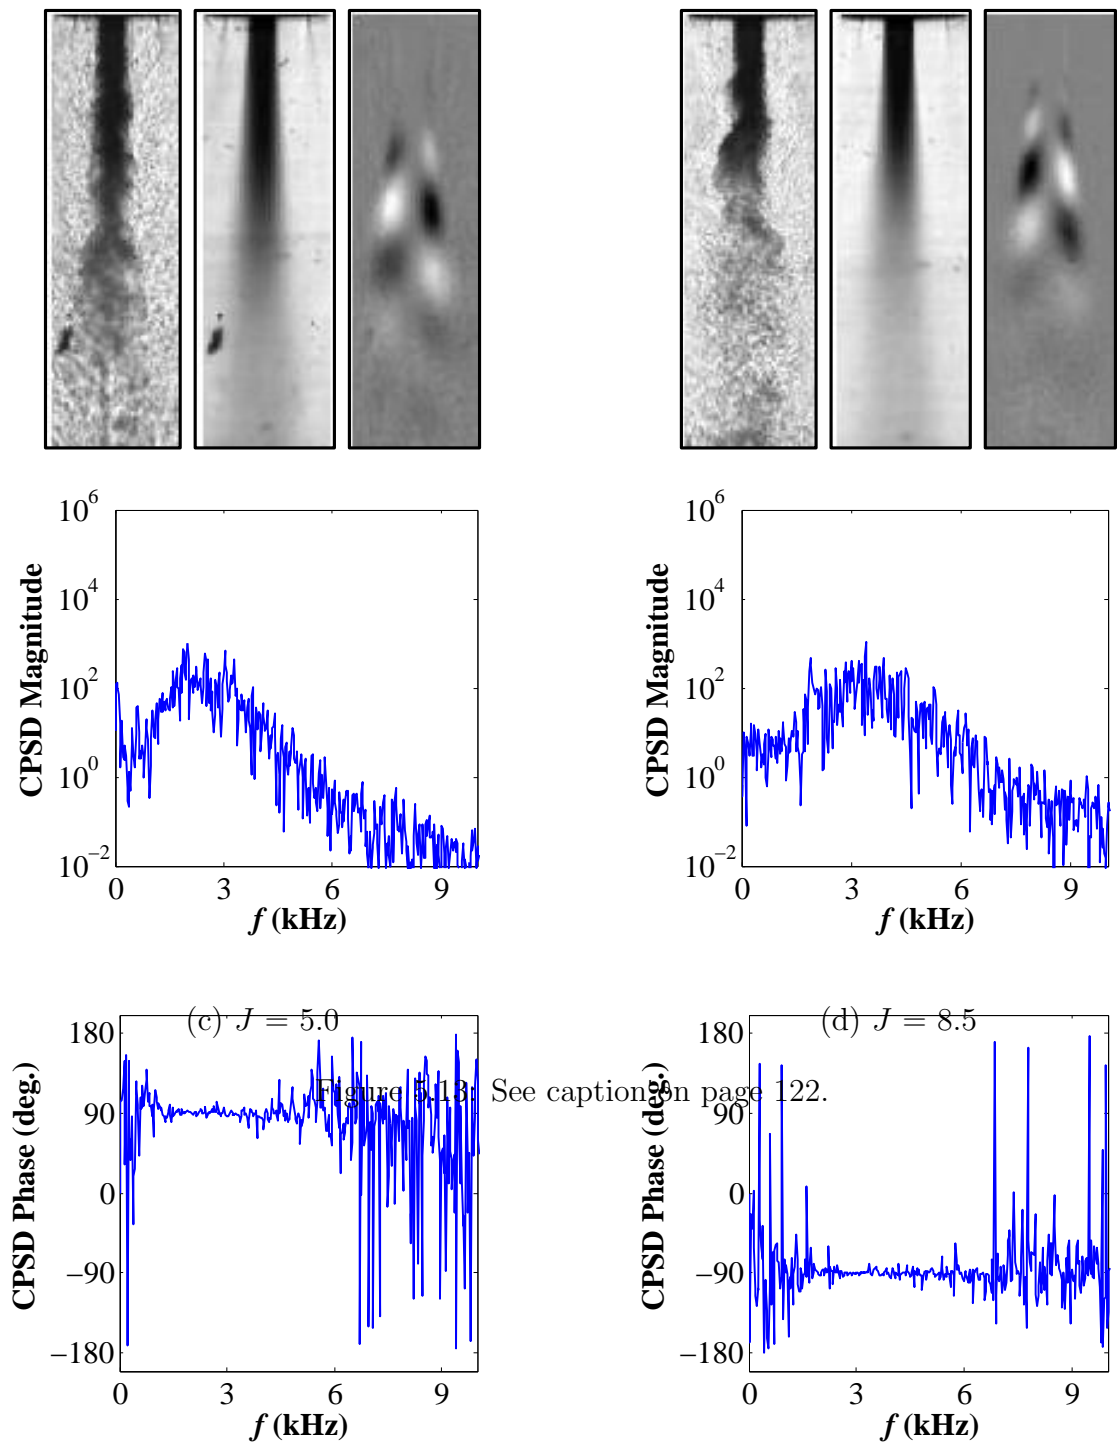 10^6
10^4
10^2
10^0
10^−2
CPSD Magnitude
0 3 6 9
f (kHz)
10^6
10^4
10^2
10^0
10^−2
CPSD Magnitude
0 3 6 9
f (kHz)
180
90
0
−90
−180
CPSD Phase (deg.)
0 3 6 9
f (kHz)
180
90
0
−90
−180
CPSD Phase (deg.)
0 3 6 9
f (kHz)
(c) J = 5.0
(d) J = 8.5
Figure 5.13: See caption on page 122.